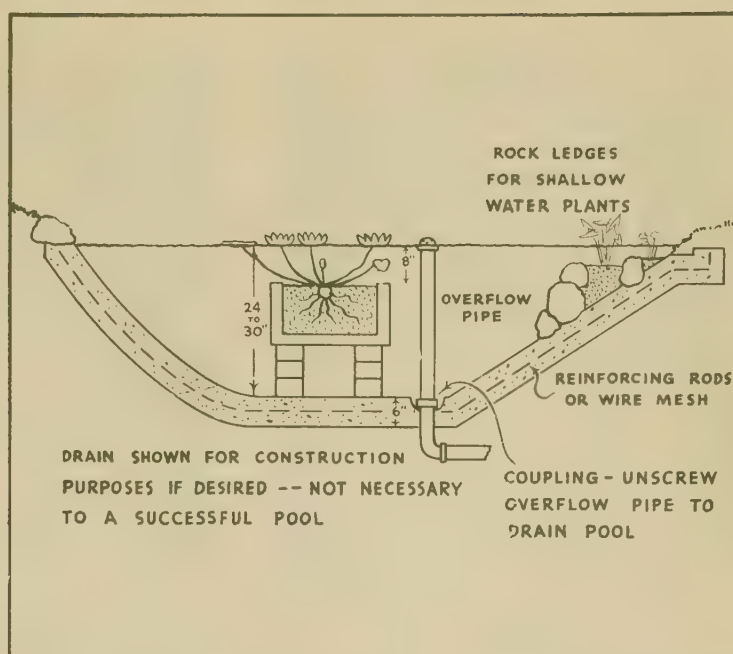 ROCK LEDGES
FOR SHALLOW
WATER PLANTS
8"
24
TO
30"
OVERFLOW
PIPE
6"
REINFORCING RODS
OR WIRE MESH
DRAIN SHOWN FOR CONSTRUCTION
PURPOSES IF DESIRED -- NOT NECESSARY
TO A SUCCESSFUL POOL
COUPLING - UNSCREW
OVERFLOW PIPE TO
DRAIN POOL